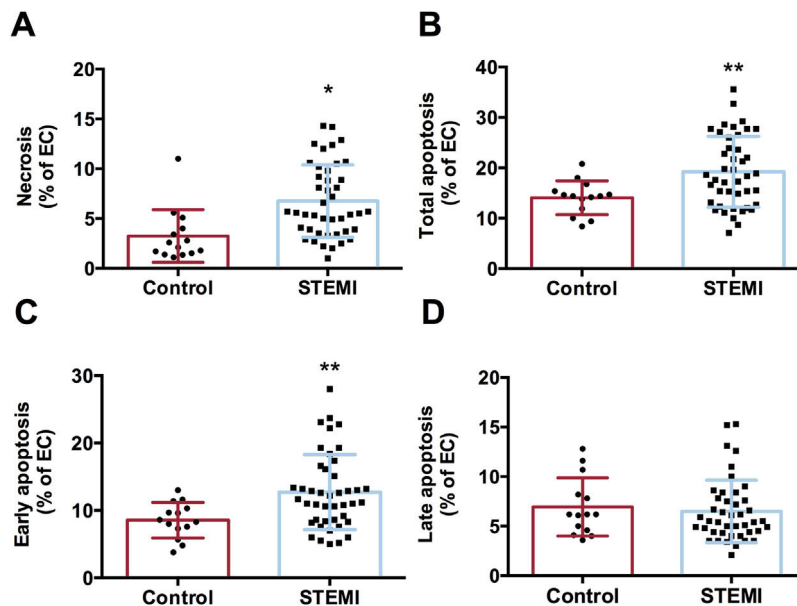 A
Necrosis
(% of EC)
20
15
10
5
0
*
Control
STEMI
B
Total apoptosis
(% of EC)
40
30
20
10
0
**
Control
STEMI
C
Early apoptosis
(% of EC)
30
20
10
0
**
Control
STEMI
D
Late apoptosis
(% of EC)
20
15
10
5
0
Control
STEMI